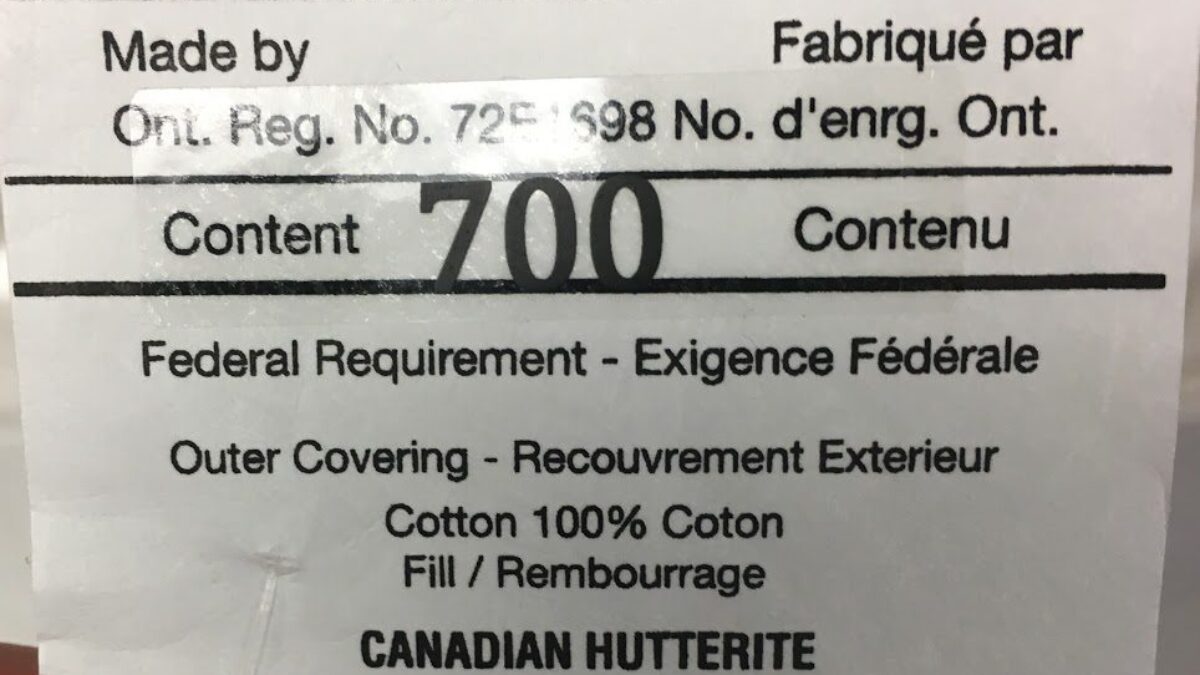 Made by Fabriqué par
Ont. Reg. No. 698 No. d'enrg. Ont.
Content 700 Contenu
Federal Requirement - Exigence Fédérale
Outer Covering - Recouvrement Exterieur
Cotton 100% Coton
Fill / Rembourrage
CANADIAN HUTTERITE